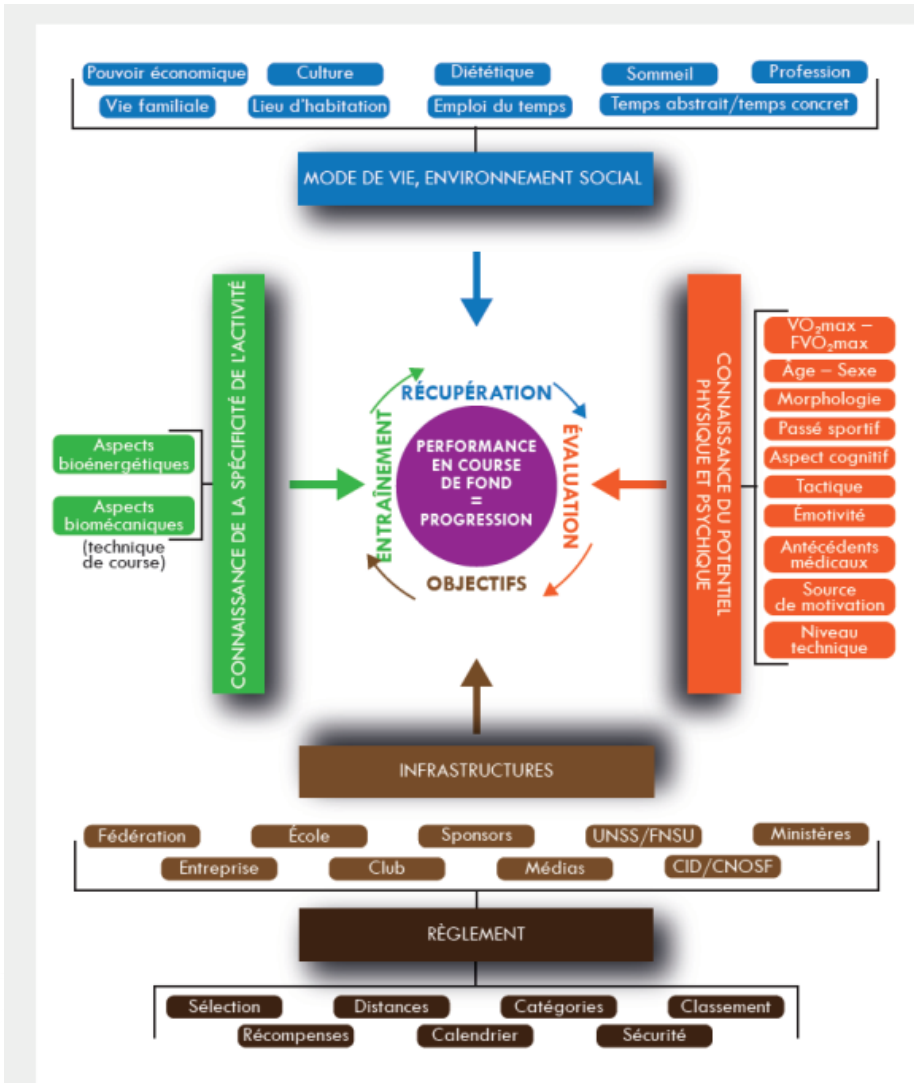 Pouvoir économique
Culture
Diététique
Sommeil
Profession
Vie familiale
Lieu d'habitation
Emploi du temps
Temps abstrait/temps concret
MODE DE VIE, ENVIRONNEMENT SOCIAL
CONNAISSANCE DE LA SPÉCIFICITÉ DE L'ACTIVITÉ
Aspects
bioénergétiques
Aspects
biomécaniques
(technique
de course)
RÉCUPÉRATION
ENTRAÎNEMENT
ÉVALUATION
OBJECTIFS
PERFORMANCE
EN COURSE
DE FOND
=
PROGRESSION
CONNAISSANCE DU POTENTIEL
PHYSIQUE ET PSYCHIQUE
VO₂max –
FVO₂max
Âge – Sexe
Morphologie
Passé sportif
Aspect cognitif
Tactique
Émotivité
Antécédents
médicaux
Source
de motivation
Niveau
technique
INFRASTRUCTURES
Fédération
École
Sponsors
UNSS/FNSU
Ministères
Entreprise
Club
Médias
CID/CNOSF
RÈGLEMENT
Sélection
Distances
Catégories
Classement
Récompenses
Calendrier
Sécurité